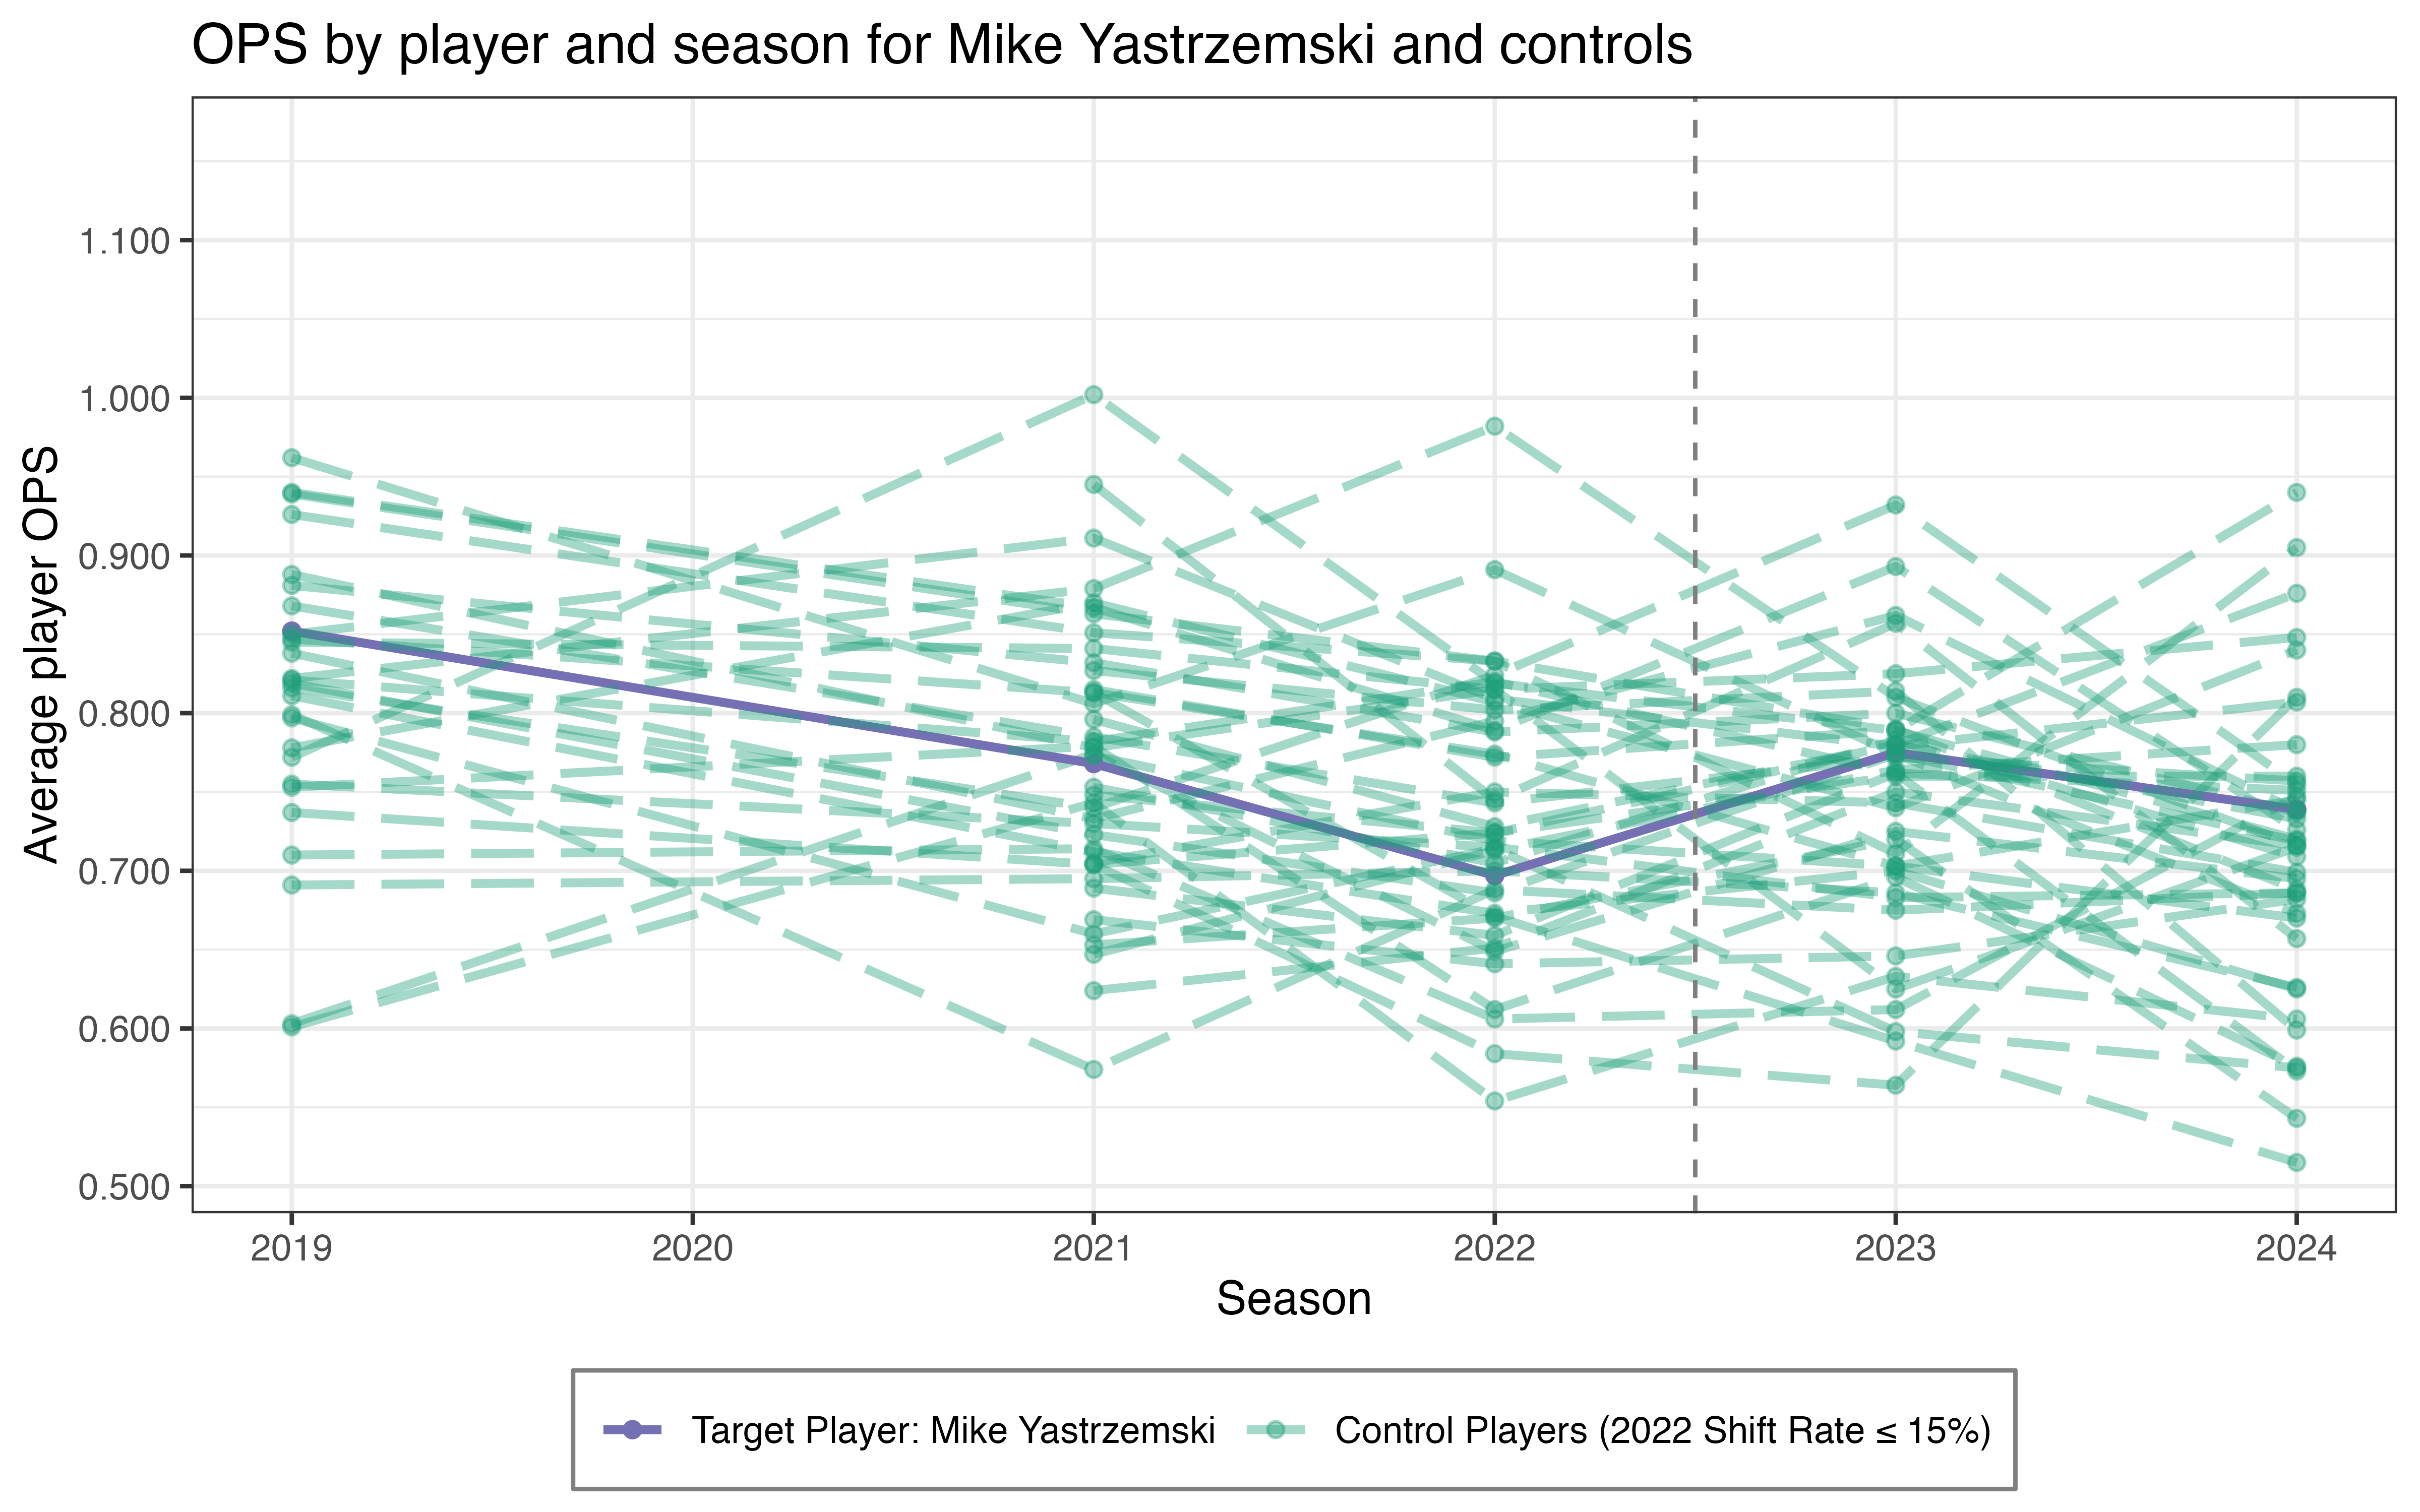 OPS by player and season for Mike Yastrzemski and controls
Average player OPS
1.100
1.000
0.900
0.800
0.700
0.600
0.500
2019 2020 2021 2022 2023 2024
Season
Target Player: Mike Yastrzemski Control Players (2022 Shift Rate ≤ 15%)